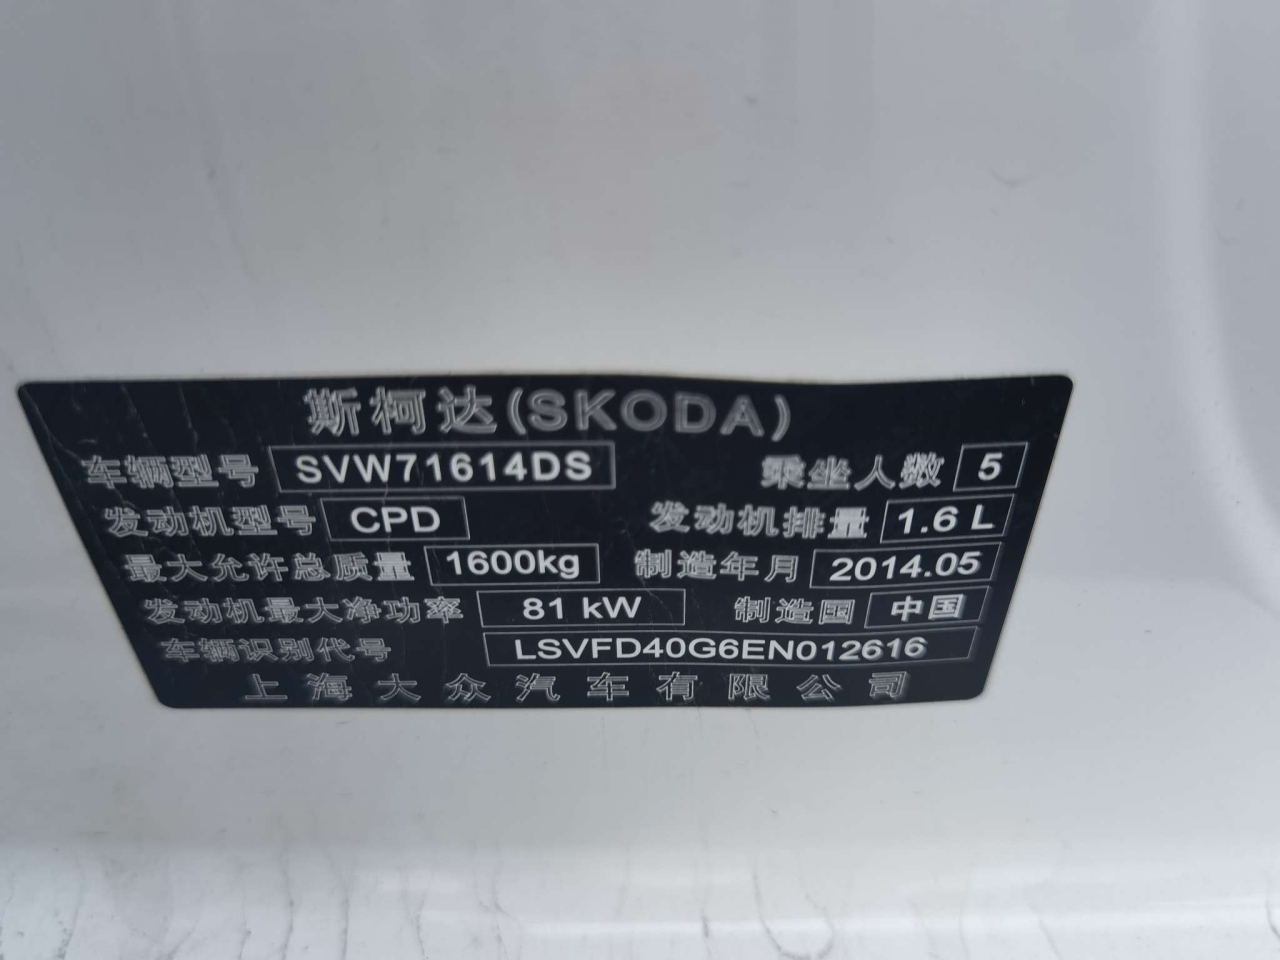 斯柯达(SKODA)
车辆型号 SVW71614DS 乘坐人数 5
发动机型号 CPD 发动机排量 1.6 L
最大允许总质量 1600kg 制造年月 2014.05
发动机最大净功率 81 kW 制造国 中国
车辆识别代号 LSVFD40G6EN012616
上海大众汽车有限公司